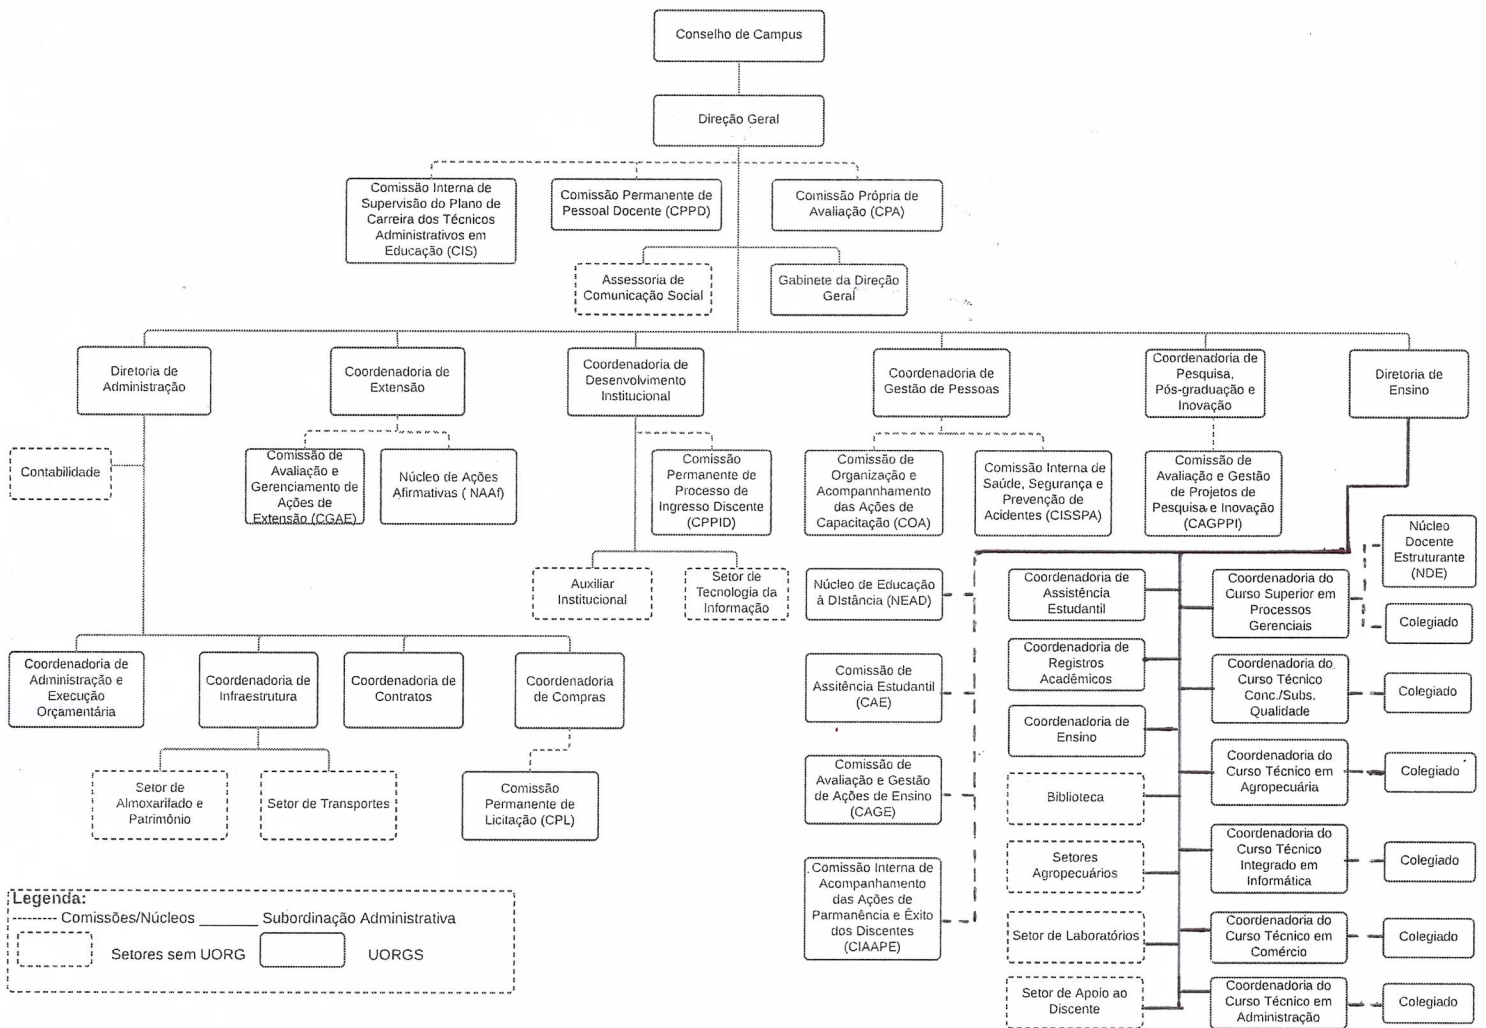 Conselho de Campus
Direção Geral
Comissão Interna de
Supervisão do Plano de
Carreira dos Técnicos
Administrativos em
Educação (CIS)
Comissão Permanente de
Pessoal Docente (CPPD)
Comissão Própria de
Avaliação (CPA)
Assessoria de
Comunicação Social
Gabinete da Direção
Geral
Diretoria de
Administração
Coordenadoria de
Extensão
Coordenadoria de
Desenvolvimento
Institucional
Coordenadoria de
Gestão de Pessoas
Coordenadoria de
Pesquisa,
Pós-graduação e
Inovação
Diretoria de
Ensino
Contabilidade
Comissão de
Avaliação e
Gerenciamento de
Ações de
Extensão (CGAE)
Núcleo de Ações
Afirmativas ( NAAf)
Comissão
Permanente de
Processo de
Ingresso Discente
(CPPID)
Comissão de
Organização e
Acompannhamento
das Ações de
Capacitação (COA)
Comissão Interna de
Saúde, Segurança e
Prevenção de
Acidentes (CISSPA)
Comissão de
Avaliação e Gestão
de Projetos de
Pesquisa e Inovação
(CAGPPI)
Auxiliar
Institucional
Setor de
Tecnologia da
Informação
Coordenadoria de
Administração e
Execução
Orçamentária
Coordenadoria de
Infraestrutura
Coordenadoria de
Contratos
Coordenadoria
de Compras
Setor de
Almoxarifado e
Patrimônio
Setor de Transportes
Comissão
Permanente de
Licitação (CPL)
Núcleo de Educação
à DIstância (NEAD)
Comissão de
Assitência Estudantil
(CAE)
Comissão de
Avaliação e Gestão
de Ações de Ensino
(CAGE)
Comissão Interna de
Acompanhamento
das Ações de
Parmanência e Êxito
dos Discentes
(CIAAPE)
Coordenadoria de
Assistência
Estudantil
Coordenadoria de
Registros
Acadêmicos
Coordenadoria de
Ensino
Biblioteca
Setores
Agropecuários
Setor de Laboratórios
Setor de Apoio ao
Discente
Coordenadoria do
Curso Superior em
Processos
Gerenciais
Núcleo
Docente
Estruturante
(NDE)
Colegiado
Coordenadoria do
Curso Técnico
Conc./Subs.
Qualidade
Colegiado
Coordenadoria do
Curso Técnico em
Agropecuária
Colegiado
Coordenadoria do
Curso Técnico
Integrado em
Informática
Colegiado
Coordenadoria do
Curso Técnico em
Comércio
Colegiado
Coordenadoria do
Curso Técnico em
Administração
Colegiado
Legenda:
-------- Comissões/Núcleos _______ Subordinação Administrativa
Setores sem UORG UORGS